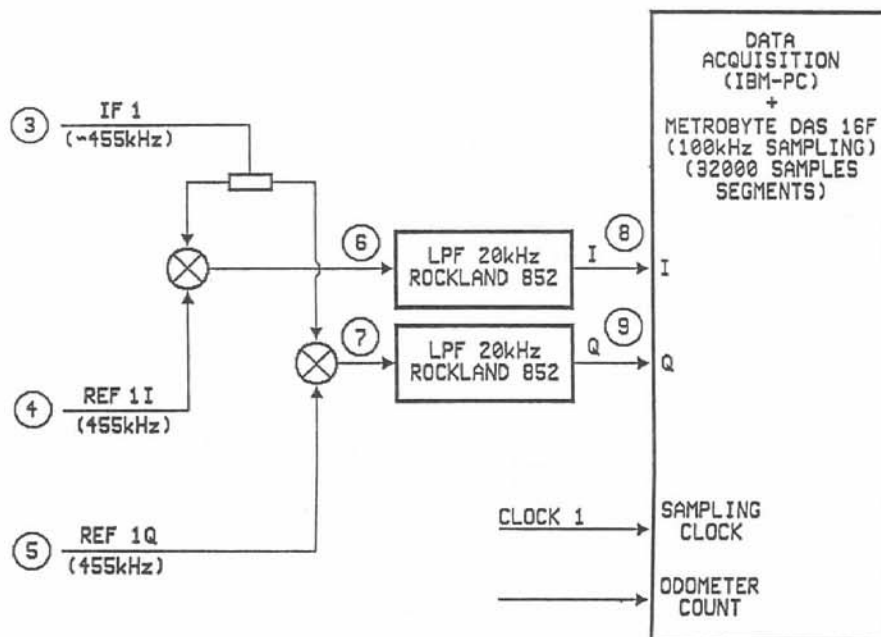 DATA
ACQUISITION
(IBM-PC)
+
METROBYTE DAS 16F
(100kHz SAMPLING)
(32000 SAMPLES
SEGMENTS)
3
IF 1
(~455kHz)
6
LPF 20kHz
ROCKLAND 852
I
8
I
7
LPF 20kHz
ROCKLAND 852
Q
9
Q
4
REF 1I
(455kHz)
5
REF 1Q
(455kHz)
CLOCK 1
SAMPLING
CLOCK
ODOMETER
COUNT